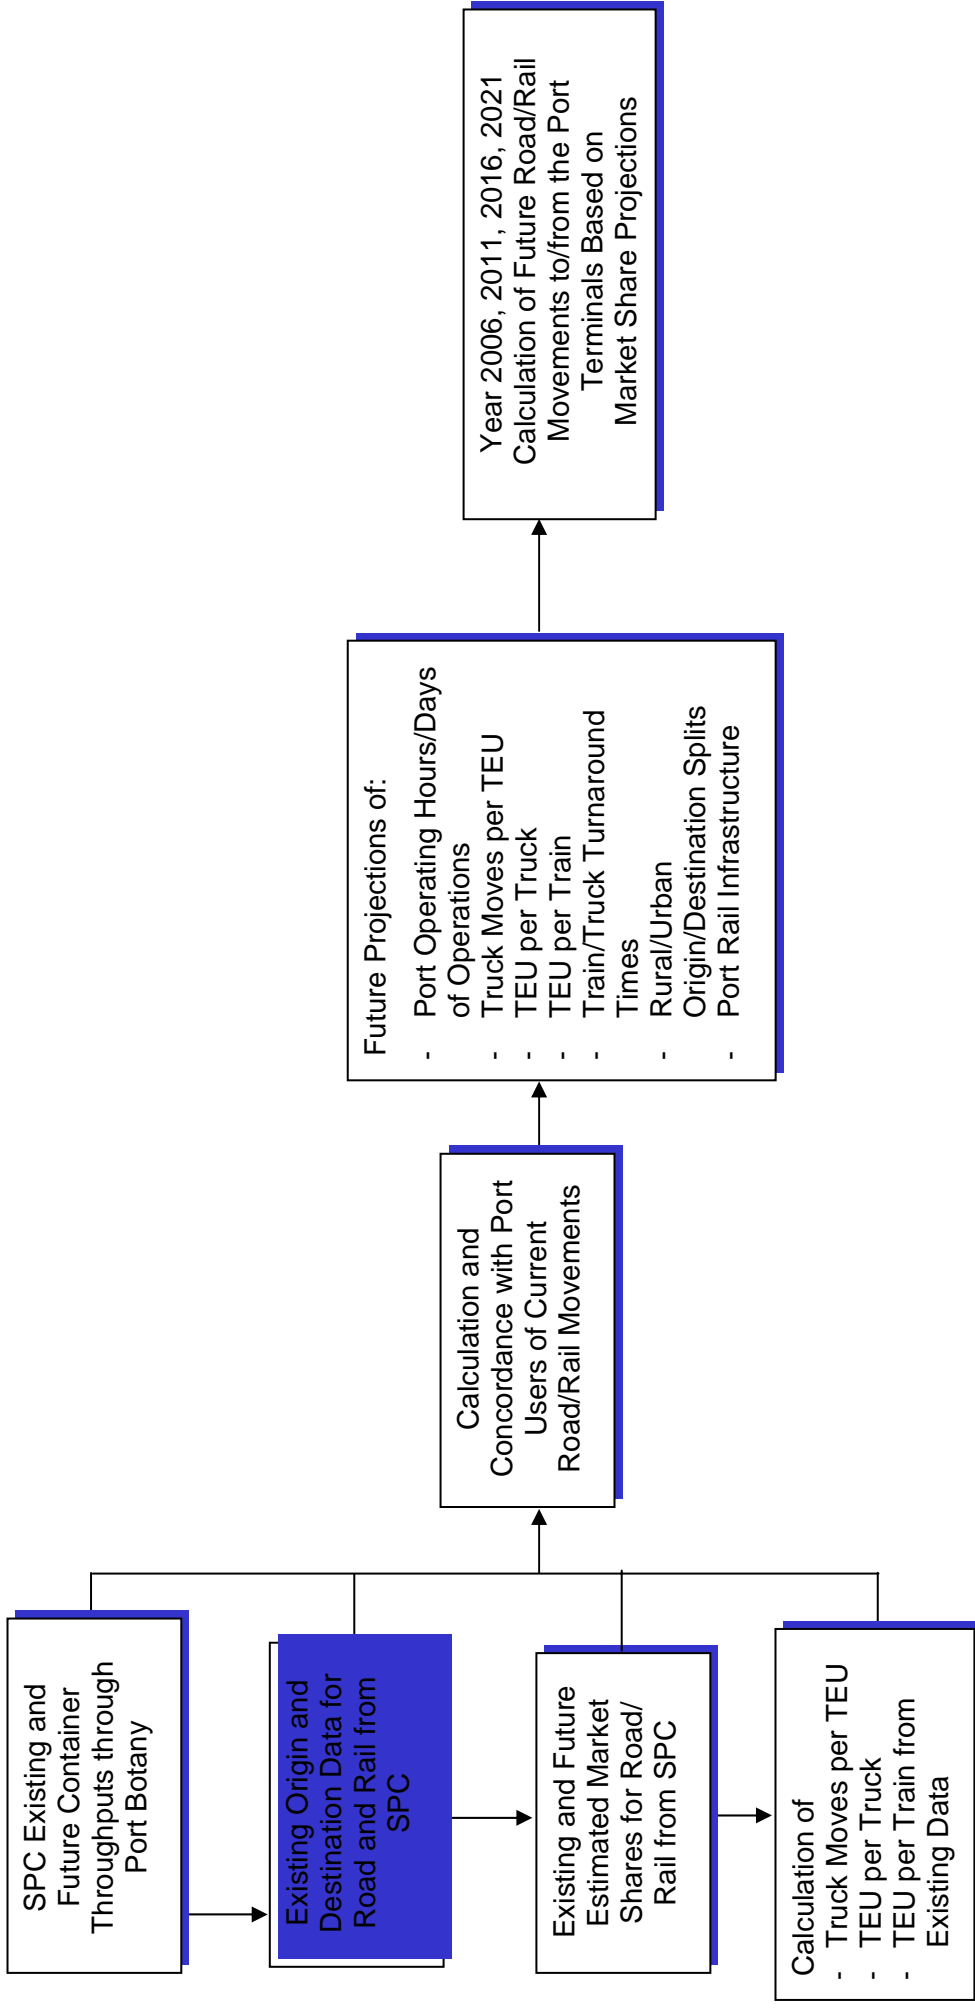 SPC Existing and
Future Container
Throughputs through
Port Botany
Existing Origin and
Destination Data for
Road and Rail from
SPC
Existing and Future
Estimated Market
Shares for Road/
Rail from SPC
Calculation of
- Truck Moves per TEU
- TEU per Truck
- TEU per Train from
Existing Data
Calculation and
Concordance with Port
Users of Current
Road/Rail Movements
Future Projections of:
- Port Operating Hours/Days
of Operations
- Truck Moves per TEU
- TEU per Truck
- TEU per Train
- Train/Truck Turnaround
Times
- Rural/Urban
Origin/Destination Splits
- Port Rail Infrastructure
Year 2006, 2011, 2016, 2021
Calculation of Future Road/Rail
Movements to/from the Port
Terminals Based on
Market Share Projections